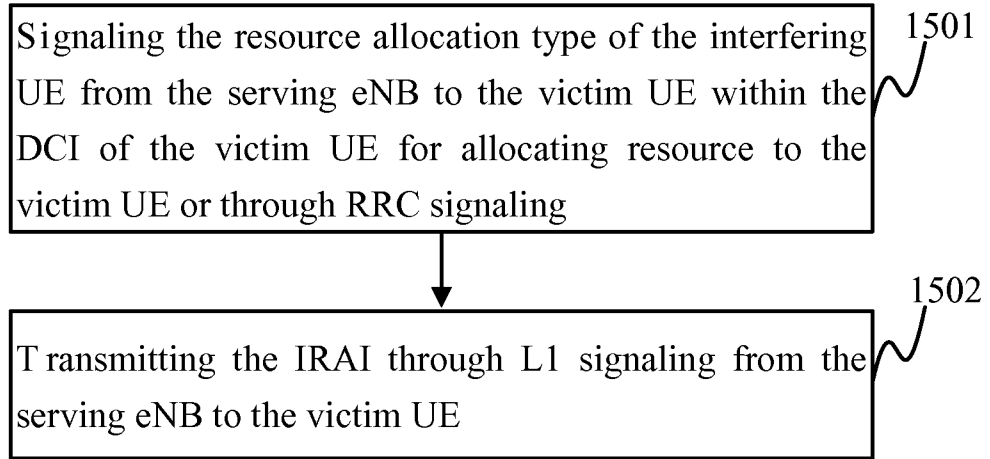 Signaling the resource allocation type of the interfering
UE from the serving eNB to the victim UE within the
DCI of the victim UE for allocating resource to the
victim UE or through RRC signaling
1501
Transmitting the IRAI through L1 signaling from the
serving eNB to the victim UE
1502